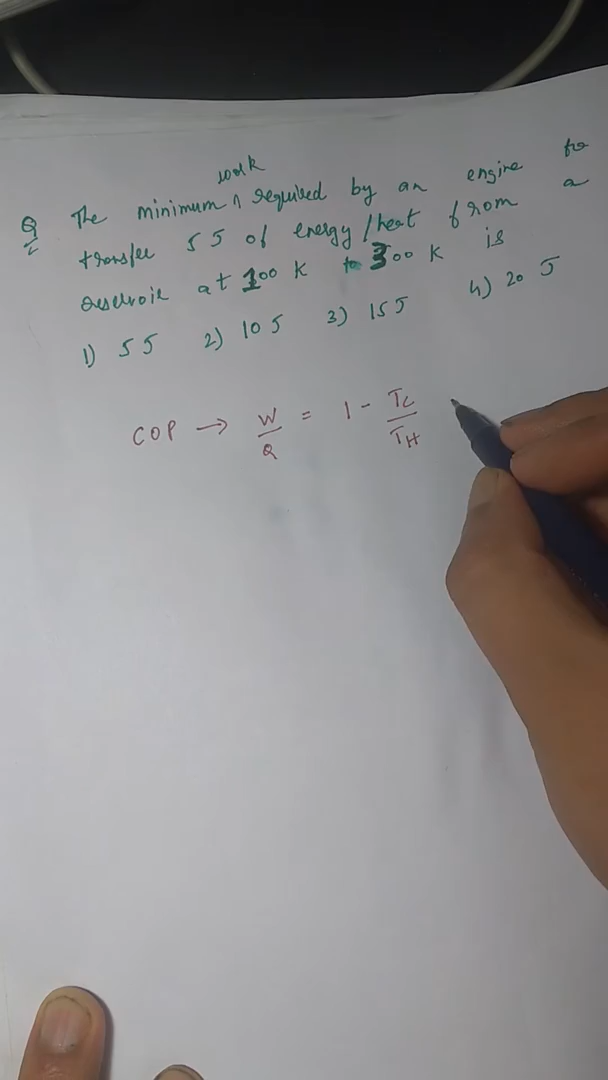 work
Q The minimum ∧ required by an engine for
transfer 5 J of energy/heat from a
reservoir at 100 K to 300 K is
1) 5 J 2) 10 J 3) 15 J 4) 20 J
COP → W/Q = 1 - TL/TH